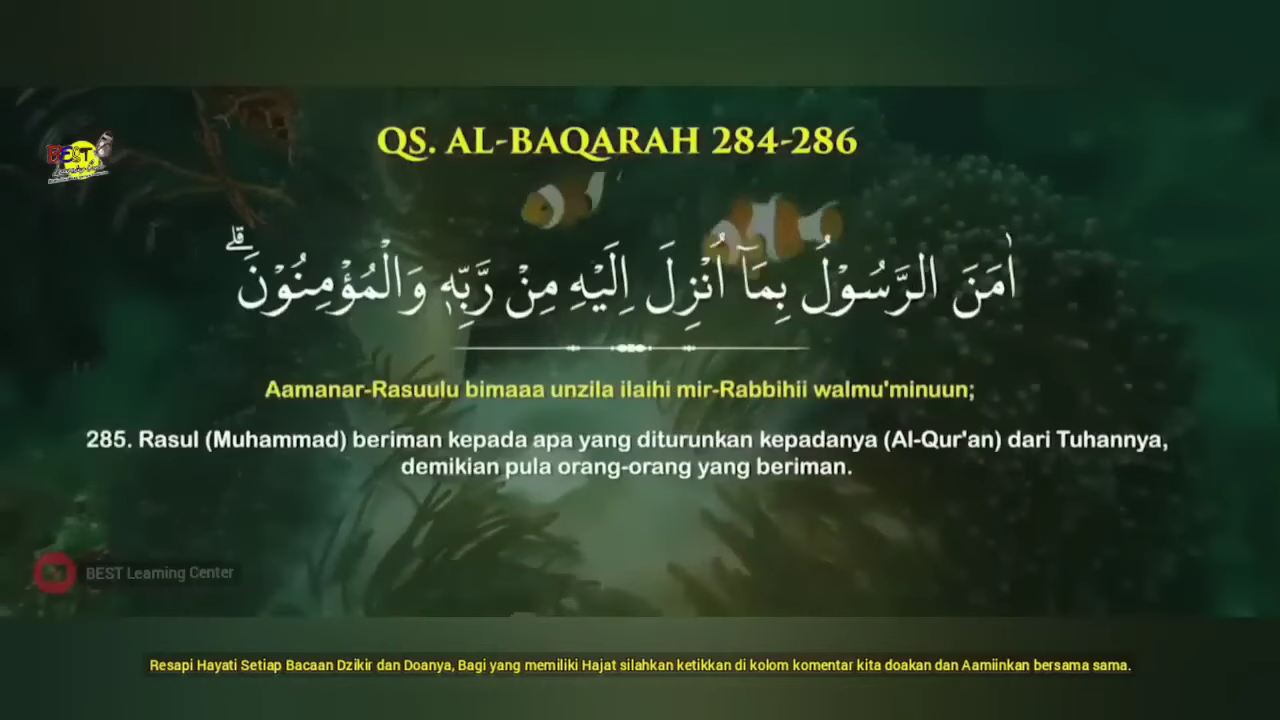 BEST
QS. AL-BAQARAH 284-286
اٰمَنَ الرَّسُوْلُ بِمَآ اُنْزِلَ اِلَيْهِ مِنْ رَّبِّهٖ وَالْمُؤْمِنُوْنَۗ
Aamanar-Rasuulu bimaaa unzila ilaihi mir-Rabbihii walmu'minuun;
285. Rasul (Muhammad) beriman kepada apa yang diturunkan kepadanya (Al-Qur'an) dari Tuhannya,
demikian pula orang-orang yang beriman.
BEST Learning Center
Resapi Hayati Setiap Bacaan Dzikir dan Doanya, Bagi yang memiliki Hajat silahkan ketikkan di kolom komentar kita doakan dan Aamiinkan bersama sama.